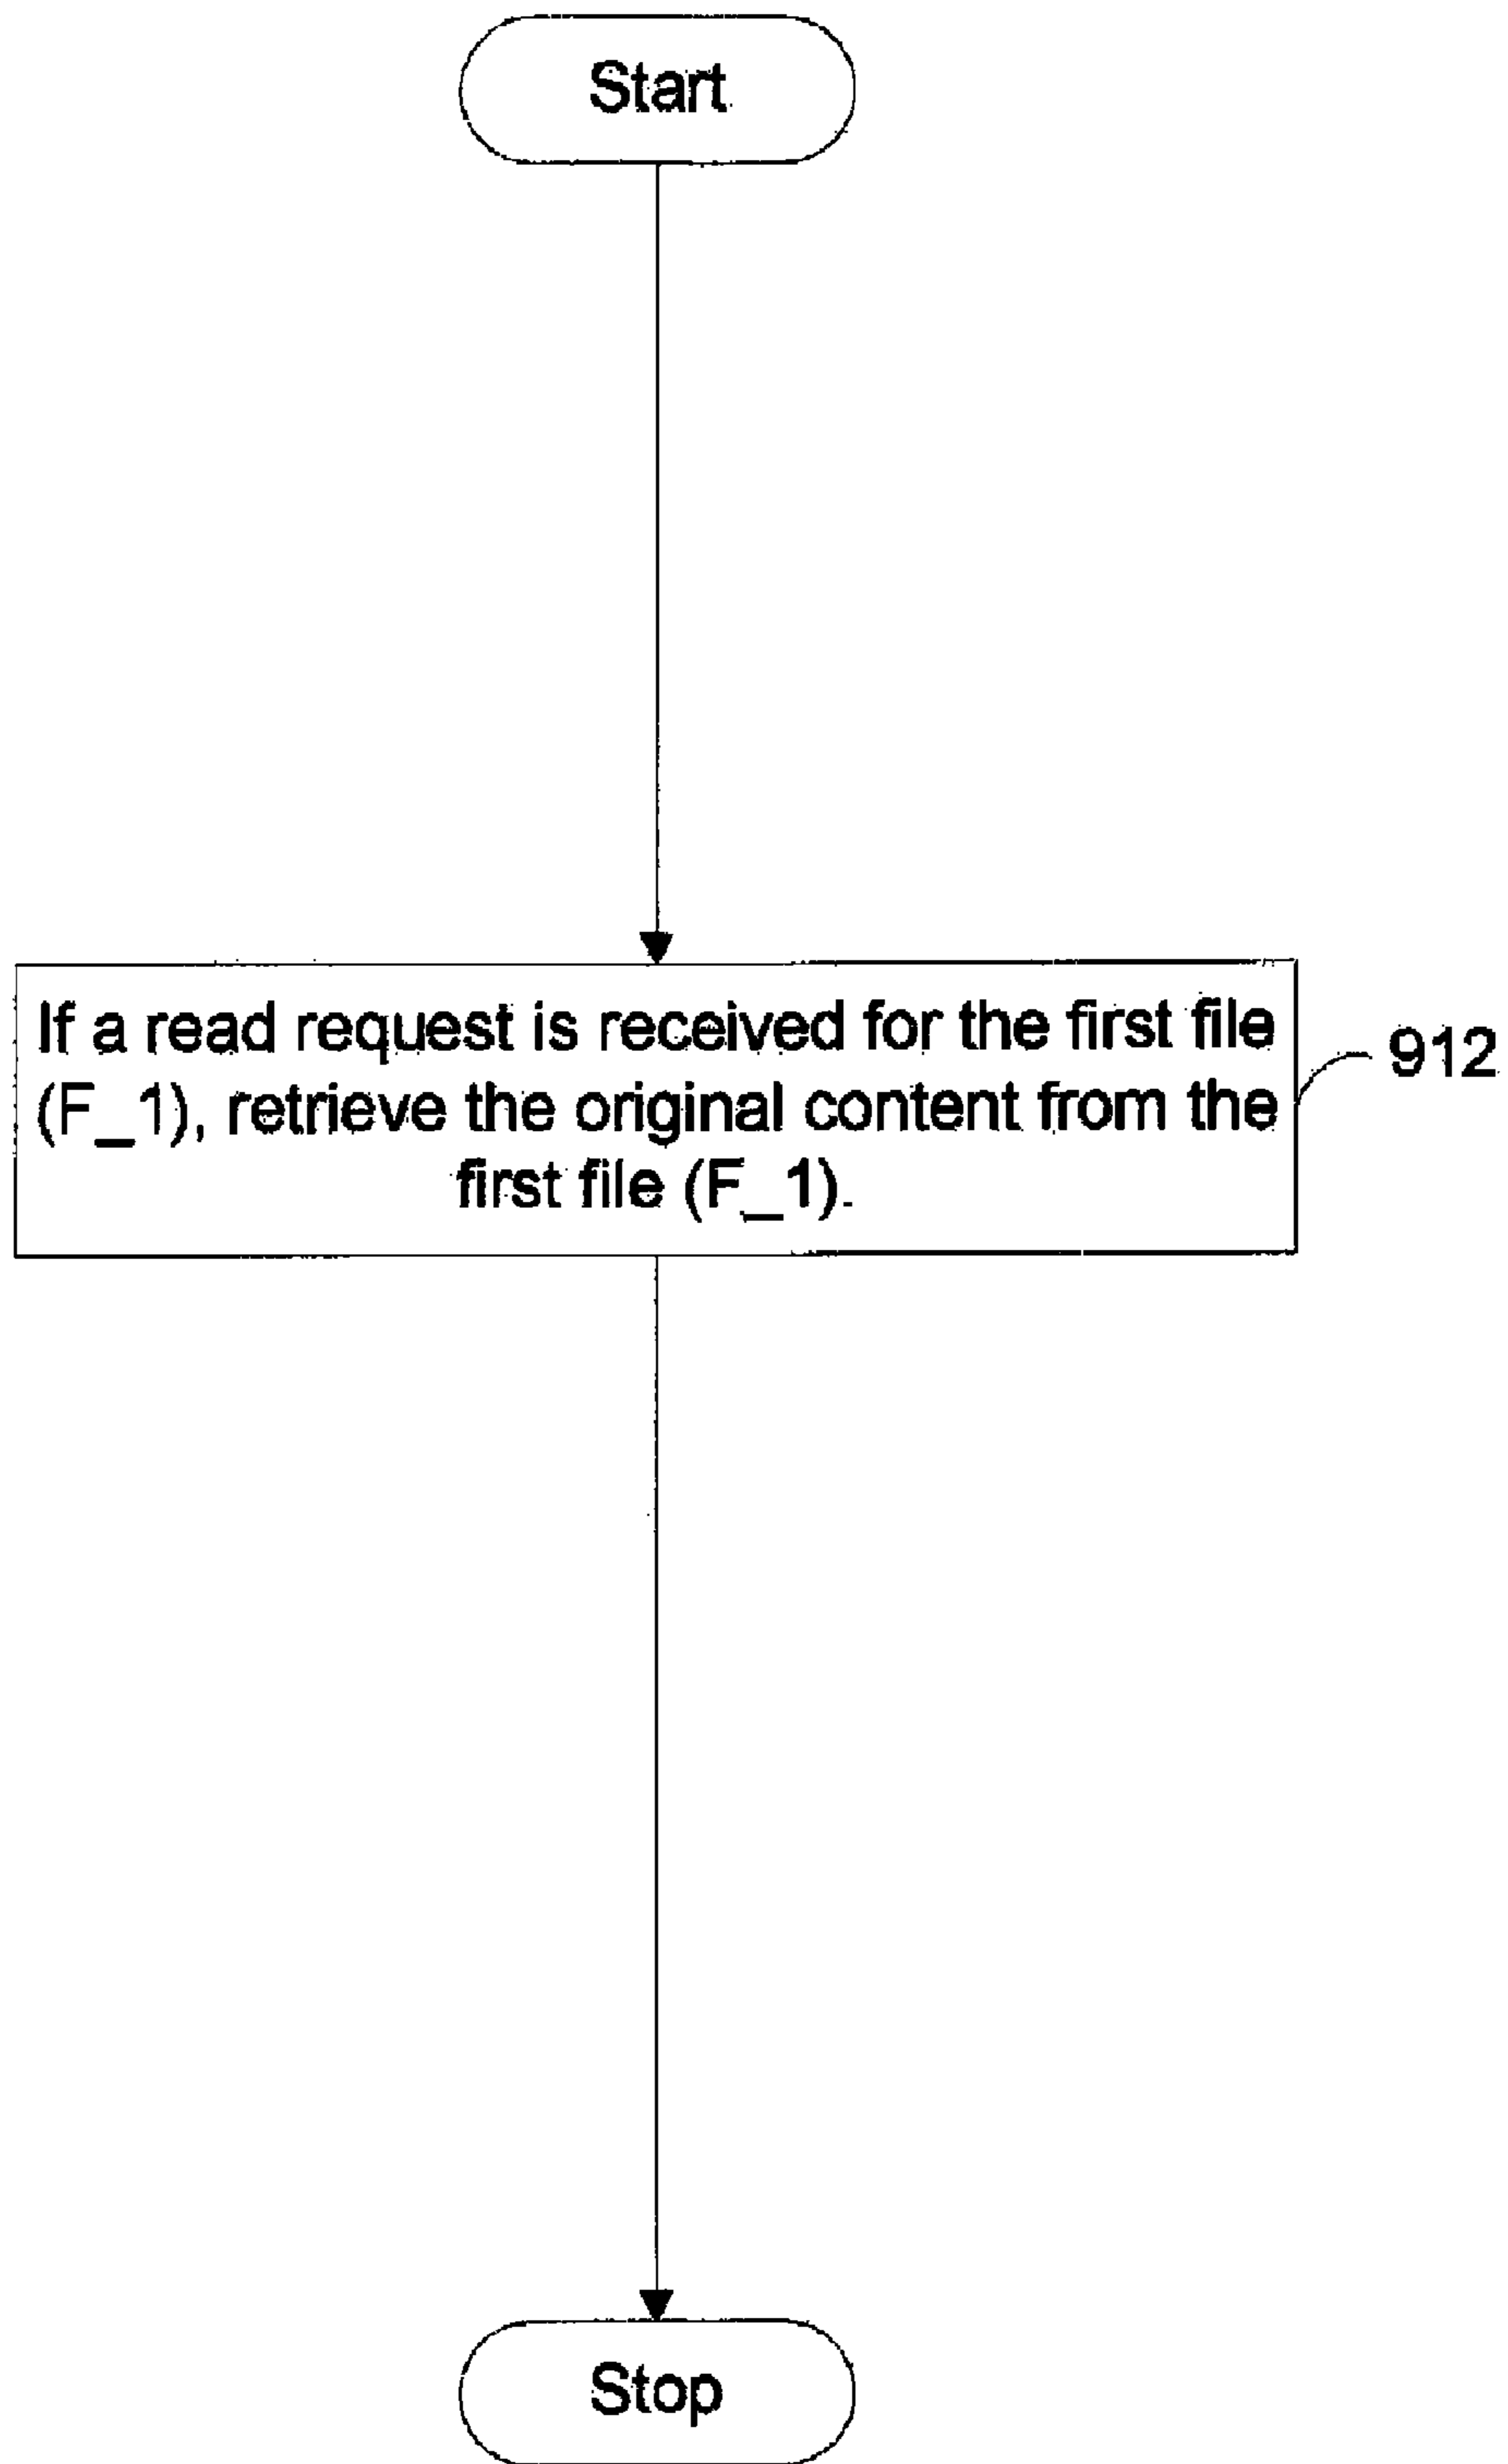 Start
If a read request is received for the first file
(F_1), retrieve the original content from the
first file (F_1).
912
Stop